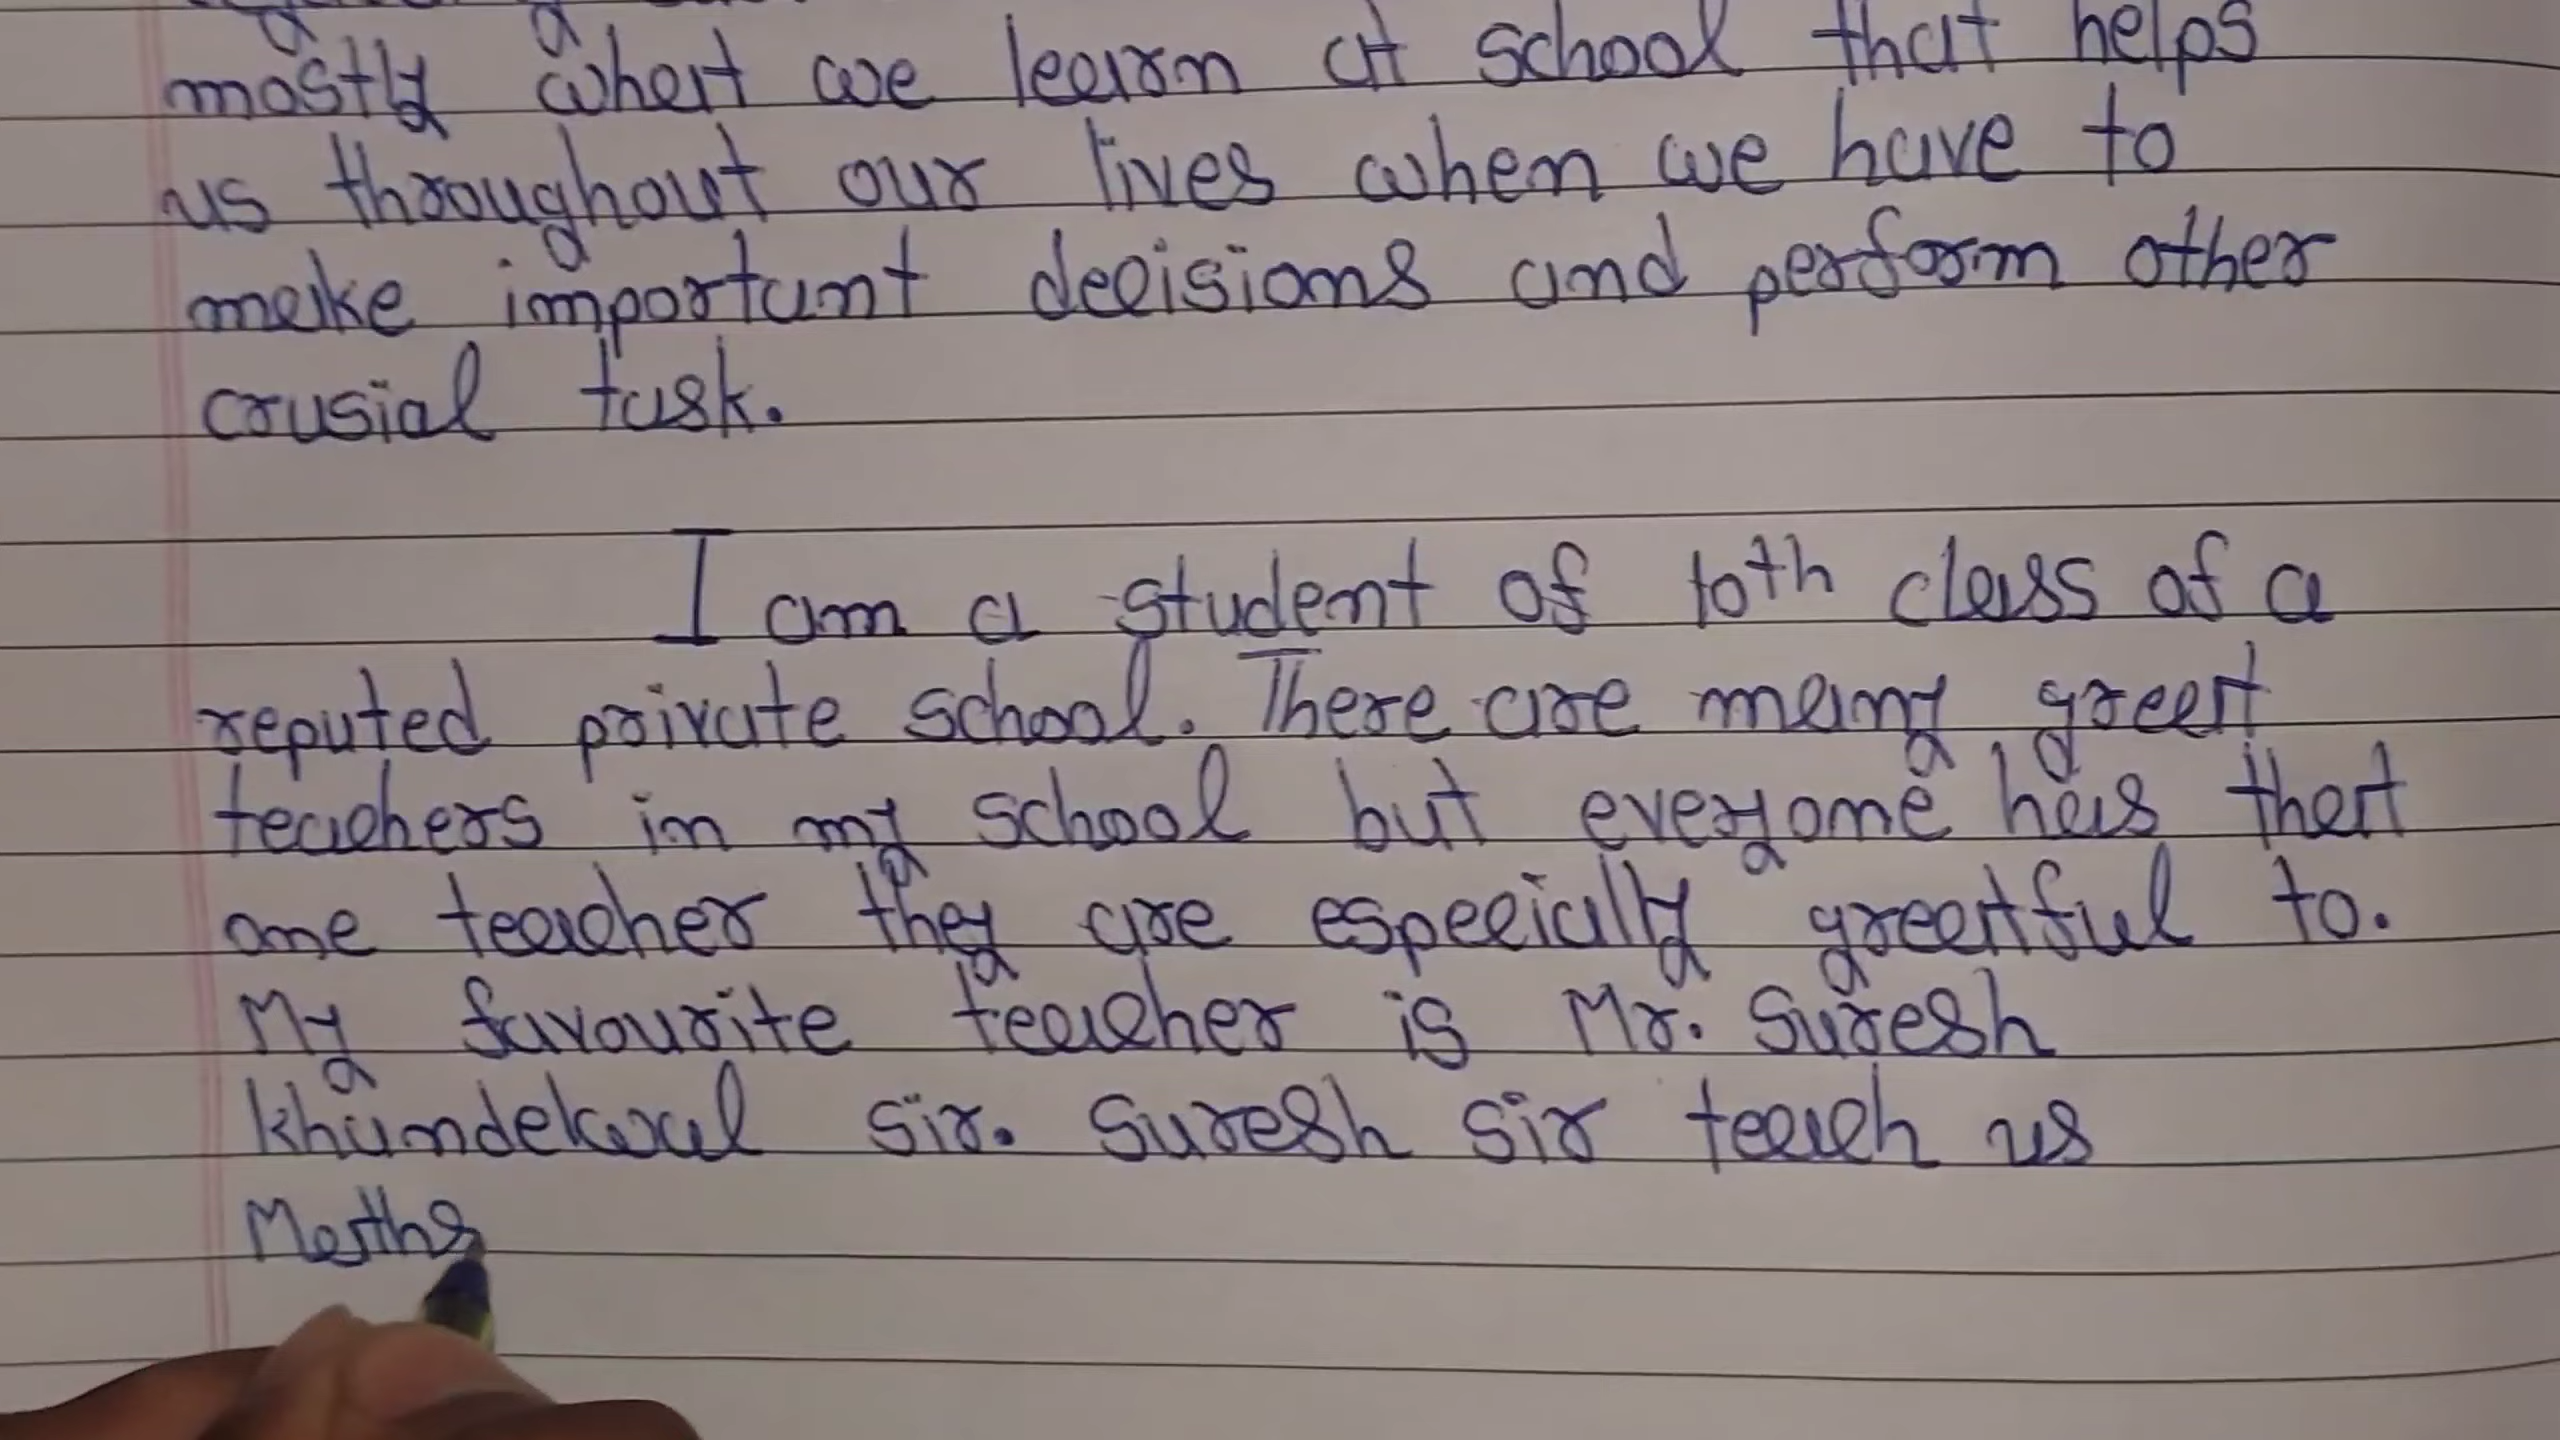 mostly what we learn at school that helps
us throughout our lives when we have to
make important decisions and perform other
crusial task.
I am a student of 10th class of a
reputed private school. There are many great
teachers in my school but everyone has that
one teacher they are especially greatful to.
My favourite teacher is Mr. Suresh
khandelwal sir. Suresh sir teach us
Maths